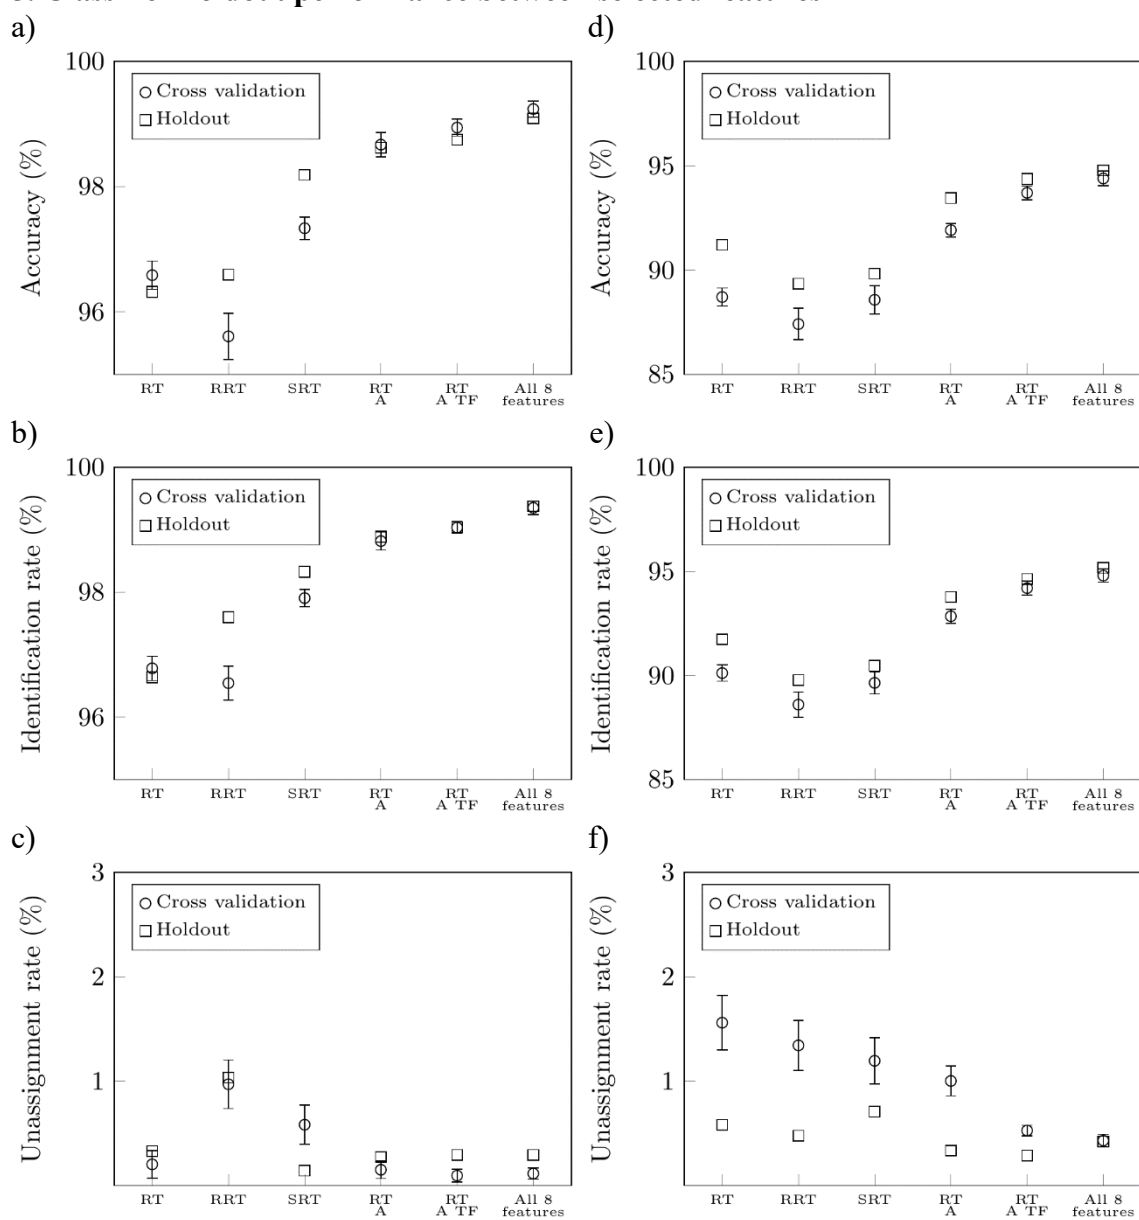 a)
100
98
96
Accuracy (%)
Cross validation
Holdout
RT
RRT
SRT
RT
A
RT
A TF
All 8
features
d)
100
95
90
85
Accuracy (%)
Cross validation
Holdout
RT
RRT
SRT
RT
A
RT
A TF
All 8
features
b)
100
98
96
Identification rate (%)
Cross validation
Holdout
RT
RRT
SRT
RT
A
RT
A TF
All 8
features
e)
100
95
90
85
Identification rate (%)
Cross validation
Holdout
RT
RRT
SRT
RT
A
RT
A TF
All 8
features
c)
3
2
1
Unassignment rate (%)
Cross validation
Holdout
RT
RRT
SRT
RT
A
RT
A TF
All 8
features
f)
3
2
1
Unassignment rate (%)
Cross validation
Holdout
RT
RRT
SRT
RT
A
RT
A TF
All 8
features